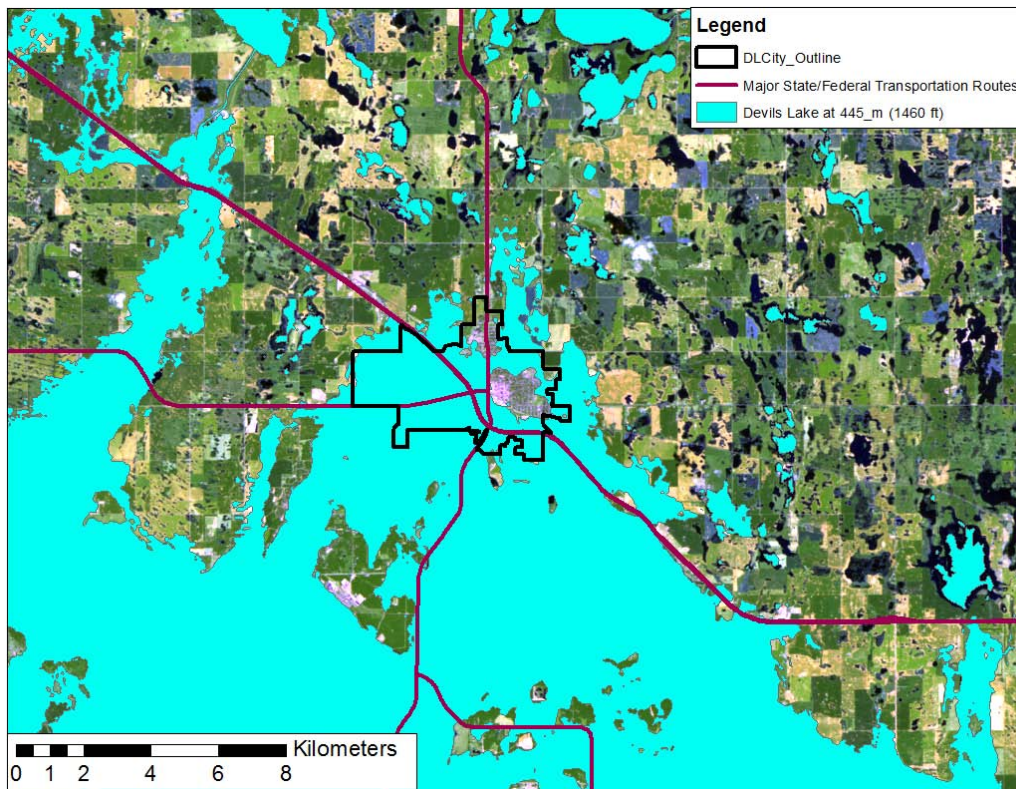 Legend
DLCity_Outline
Major State/Federal Transportation Routes
Devils Lake at 445_m (1460 ft)
Kilometers
0 1 2 4 6 8